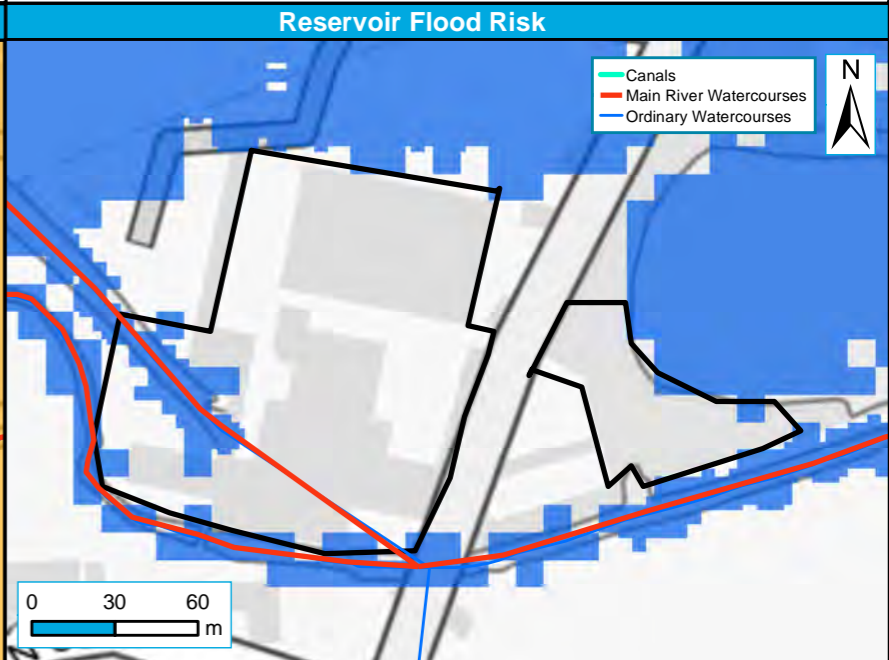 Reservoir Flood Risk
Canals
Main River Watercourses
Ordinary Watercourses
N
0 30 60
m